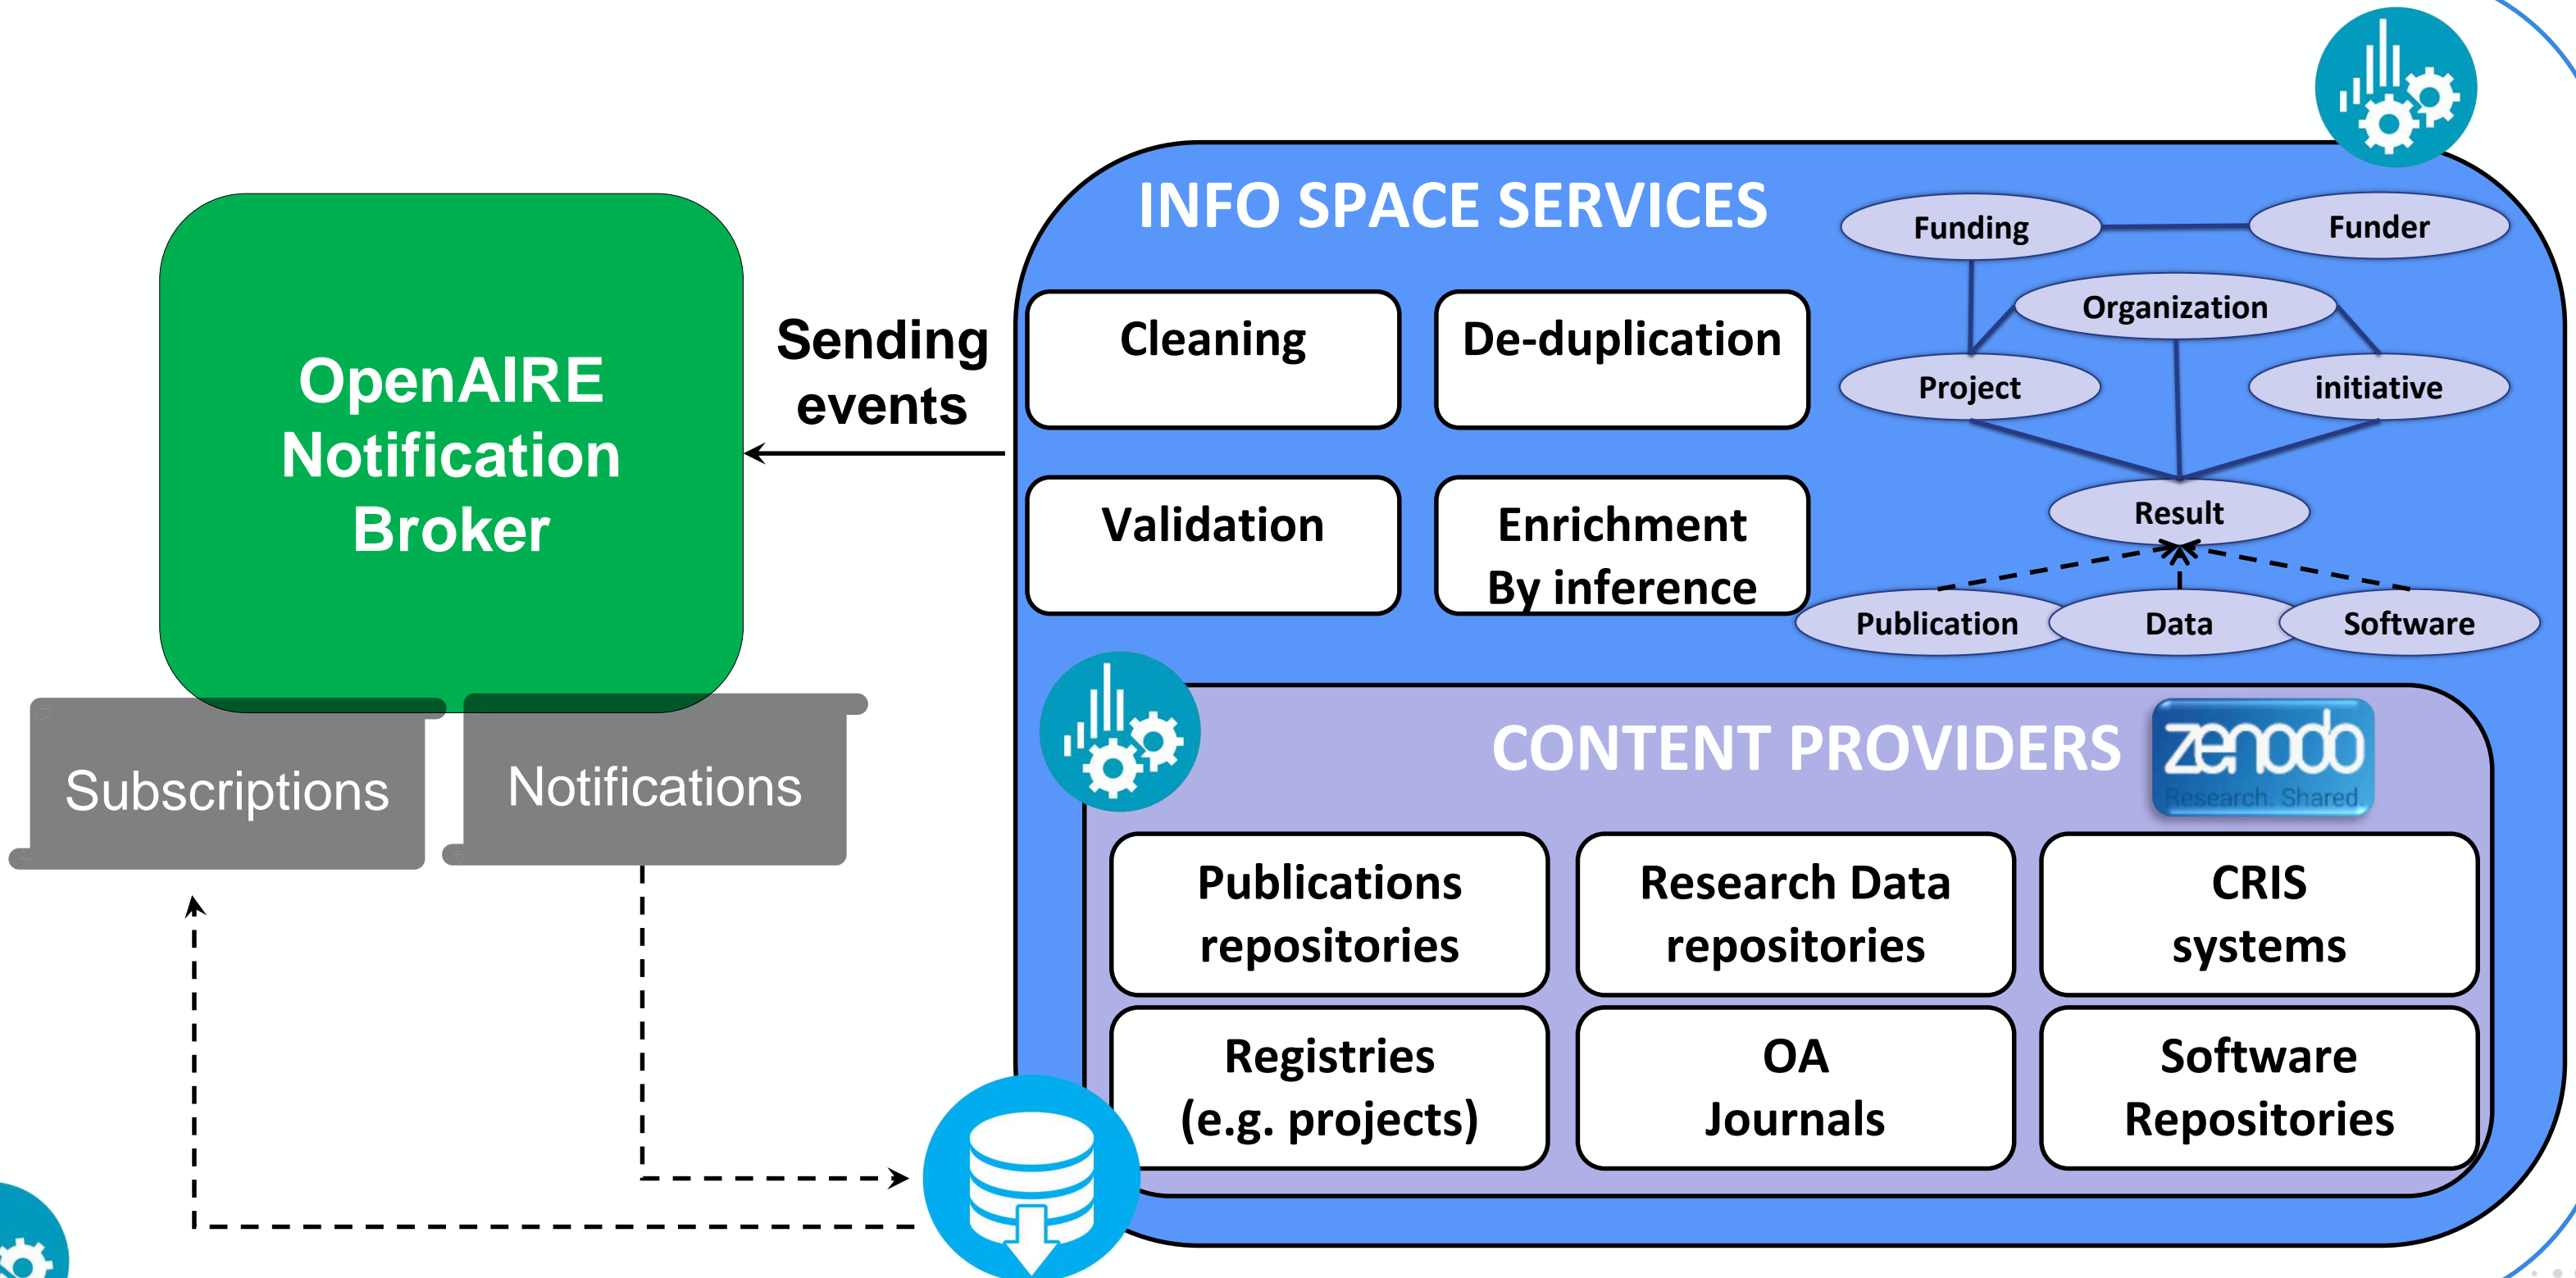 INFO SPACE SERVICES
Funding
Funder
Organization
Project
initiative
Result
Publication
Data
Software
Cleaning
De-duplication
Validation
Enrichment
By inference
Sending
events
OpenAIRE
Notification
Broker
Subscriptions
Notifications
CONTENT PROVIDERS
zenodo
Research. Shared.
Publications
repositories
Research Data
repositories
CRIS
systems
Registries
(e.g. projects)
OA
Journals
Software
Repositories